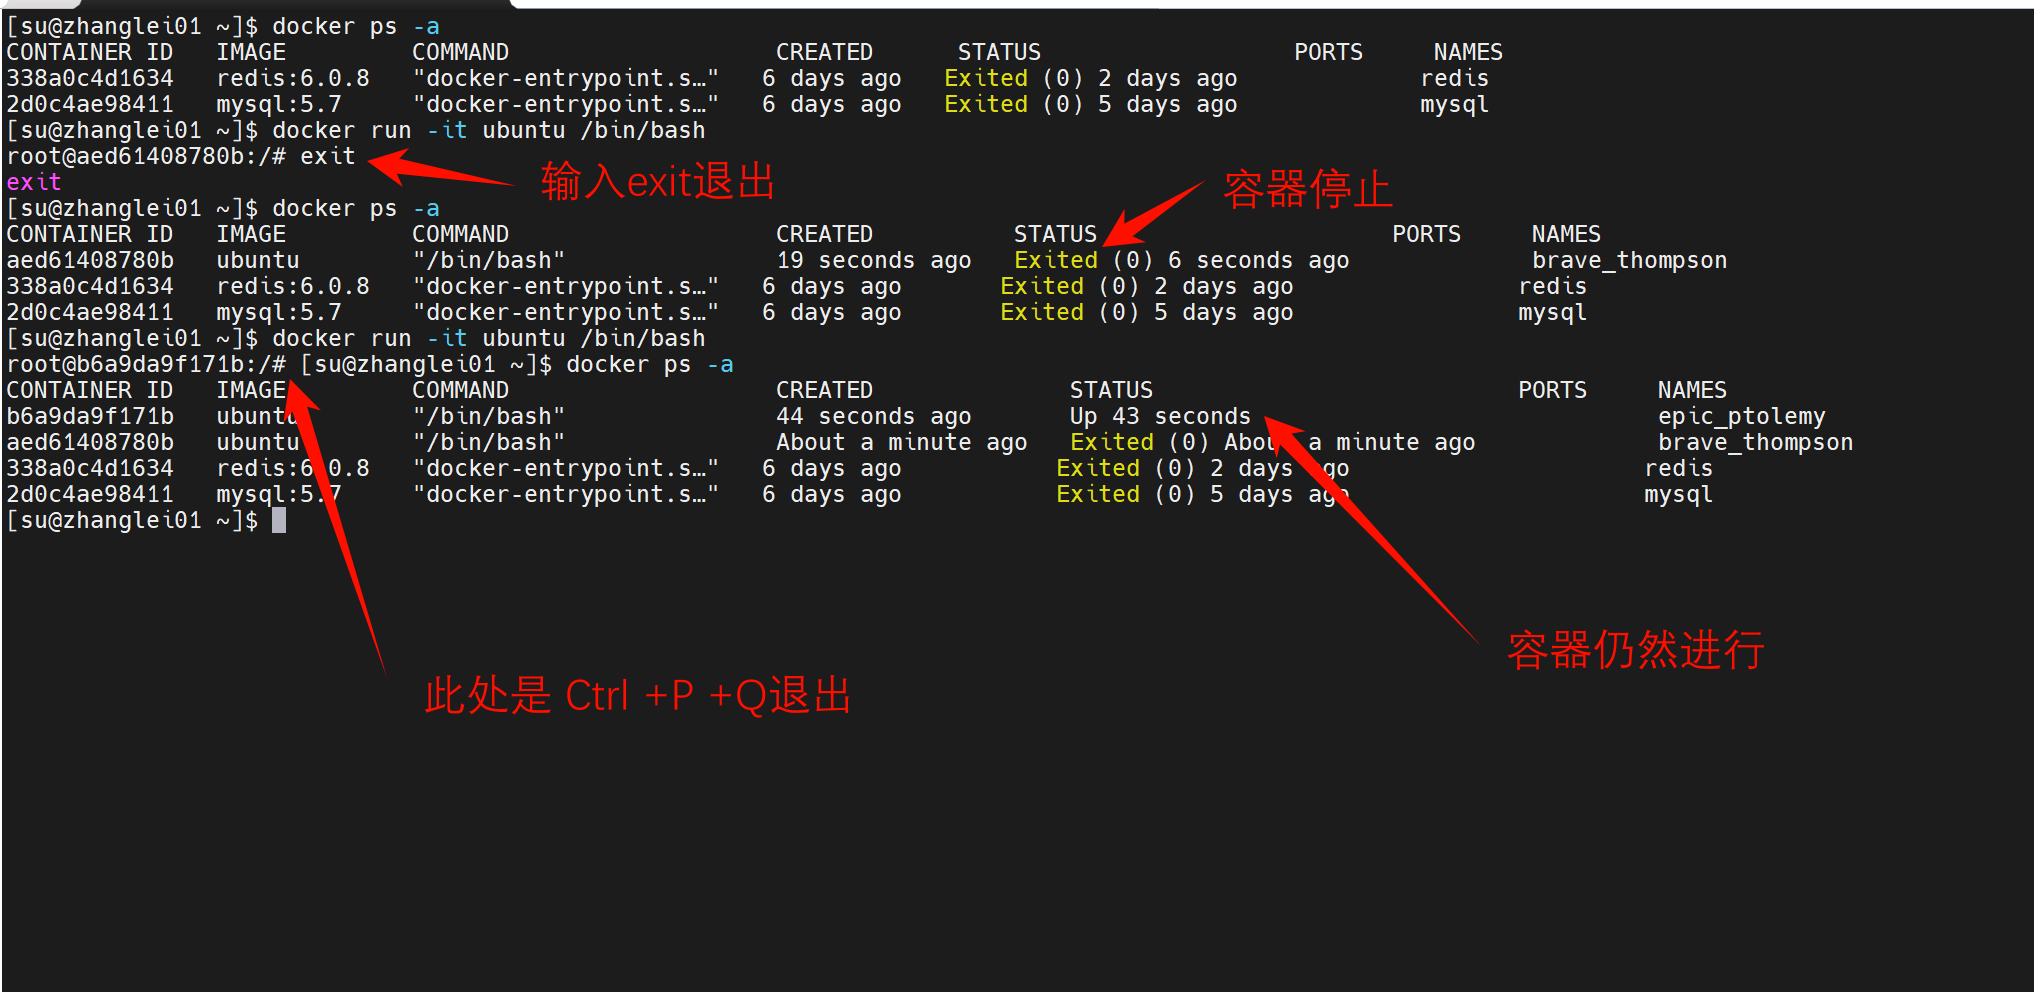 [su@zhanglei01 ~]$ docker ps -a
CONTAINER ID   IMAGE         COMMAND                   CREATED      STATUS                  PORTS     NAMES
338a0c4d1634   redis:6.0.8   "docker-entrypoint.s…"   6 days ago   Exited (0) 2 days ago             redis
2d0c4ae98411   mysql:5.7     "docker-entrypoint.s…"   6 days ago   Exited (0) 5 days ago             mysql
[su@zhanglei01 ~]$ docker run -it ubuntu /bin/bash
root@aed61408780b:/# exit
输入exit退出
exit
容器停止
[su@zhanglei01 ~]$ docker ps -a
CONTAINER ID   IMAGE         COMMAND                   CREATED          STATUS                     PORTS     NAMES
aed61408780b   ubuntu        "/bin/bash"               19 seconds ago   Exited (0) 6 seconds ago             brave_thompson
338a0c4d1634   redis:6.0.8   "docker-entrypoint.s…"   6 days ago       Exited (0) 2 days ago                redis
2d0c4ae98411   mysql:5.7     "docker-entrypoint.s…"   6 days ago       Exited (0) 5 days ago                mysql
[su@zhanglei01 ~]$ docker run -it ubuntu /bin/bash
root@b6a9da9f171b:/# [su@zhanglei01 ~]$ docker ps -a
CONTAINER ID   IMAGE         COMMAND                   CREATED              STATUS                          PORTS     NAMES
b6a9da9f171b   ubuntu        "/bin/bash"               44 seconds ago       Up 43 seconds                             epic_ptolemy
aed61408780b   ubuntu        "/bin/bash"               About a minute ago   Exited (0) About a minute ago             brave_thompson
338a0c4d1634   redis:6.0.8   "docker-entrypoint.s…"   6 days ago           Exited (0) 2 days ago                     redis
2d0c4ae98411   mysql:5.7     "docker-entrypoint.s…"   6 days ago           Exited (0) 5 days ago                     mysql
[su@zhanglei01 ~]$
容器仍然进行
此处是 Ctrl +P +Q退出